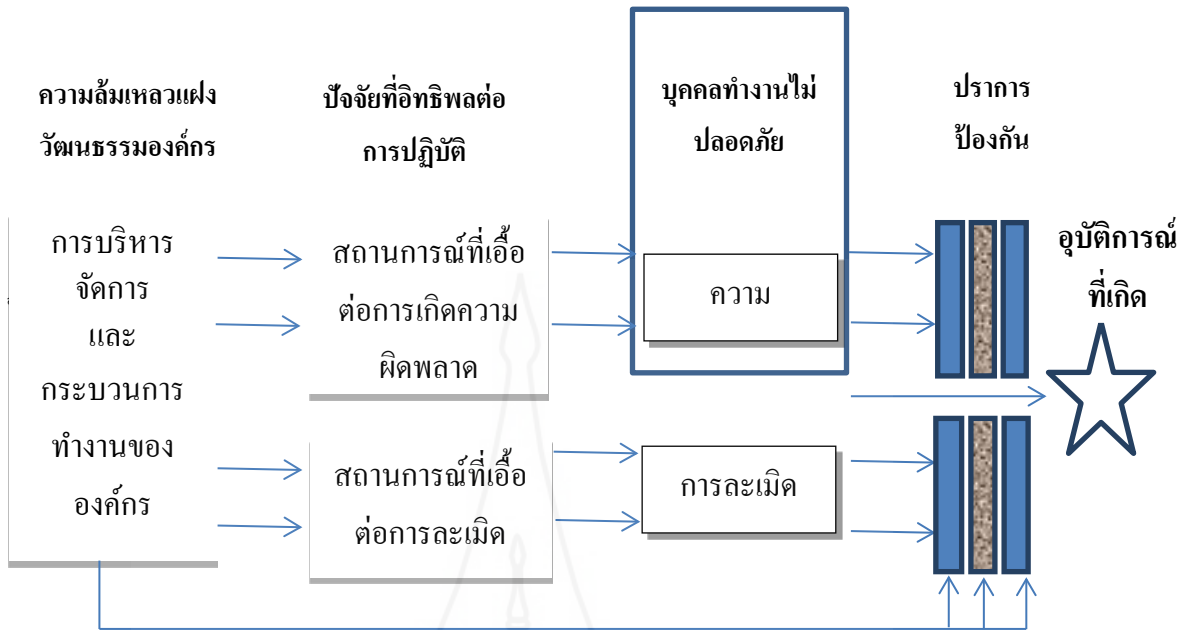 ความล้มเหลวแฝง
วัฒนธรรมองค์กร
ปัจจัยที่อิทธิพลต่อ
การปฏิบัติ
บุคคลทำงานไม่
ปลอดภัย
ปราการ
ป้องกัน
การบริหาร
จัดการ
และ
กระบวนการ
ทำงานของ
องค์กร
สถานการณ์ที่เอื้อ
ต่อการเกิดความ
ผิดพลาด
ความ
อุบัติการณ์
ที่เกิด
สถานการณ์ที่เอื้อ
ต่อการละเมิด
การละเมิด